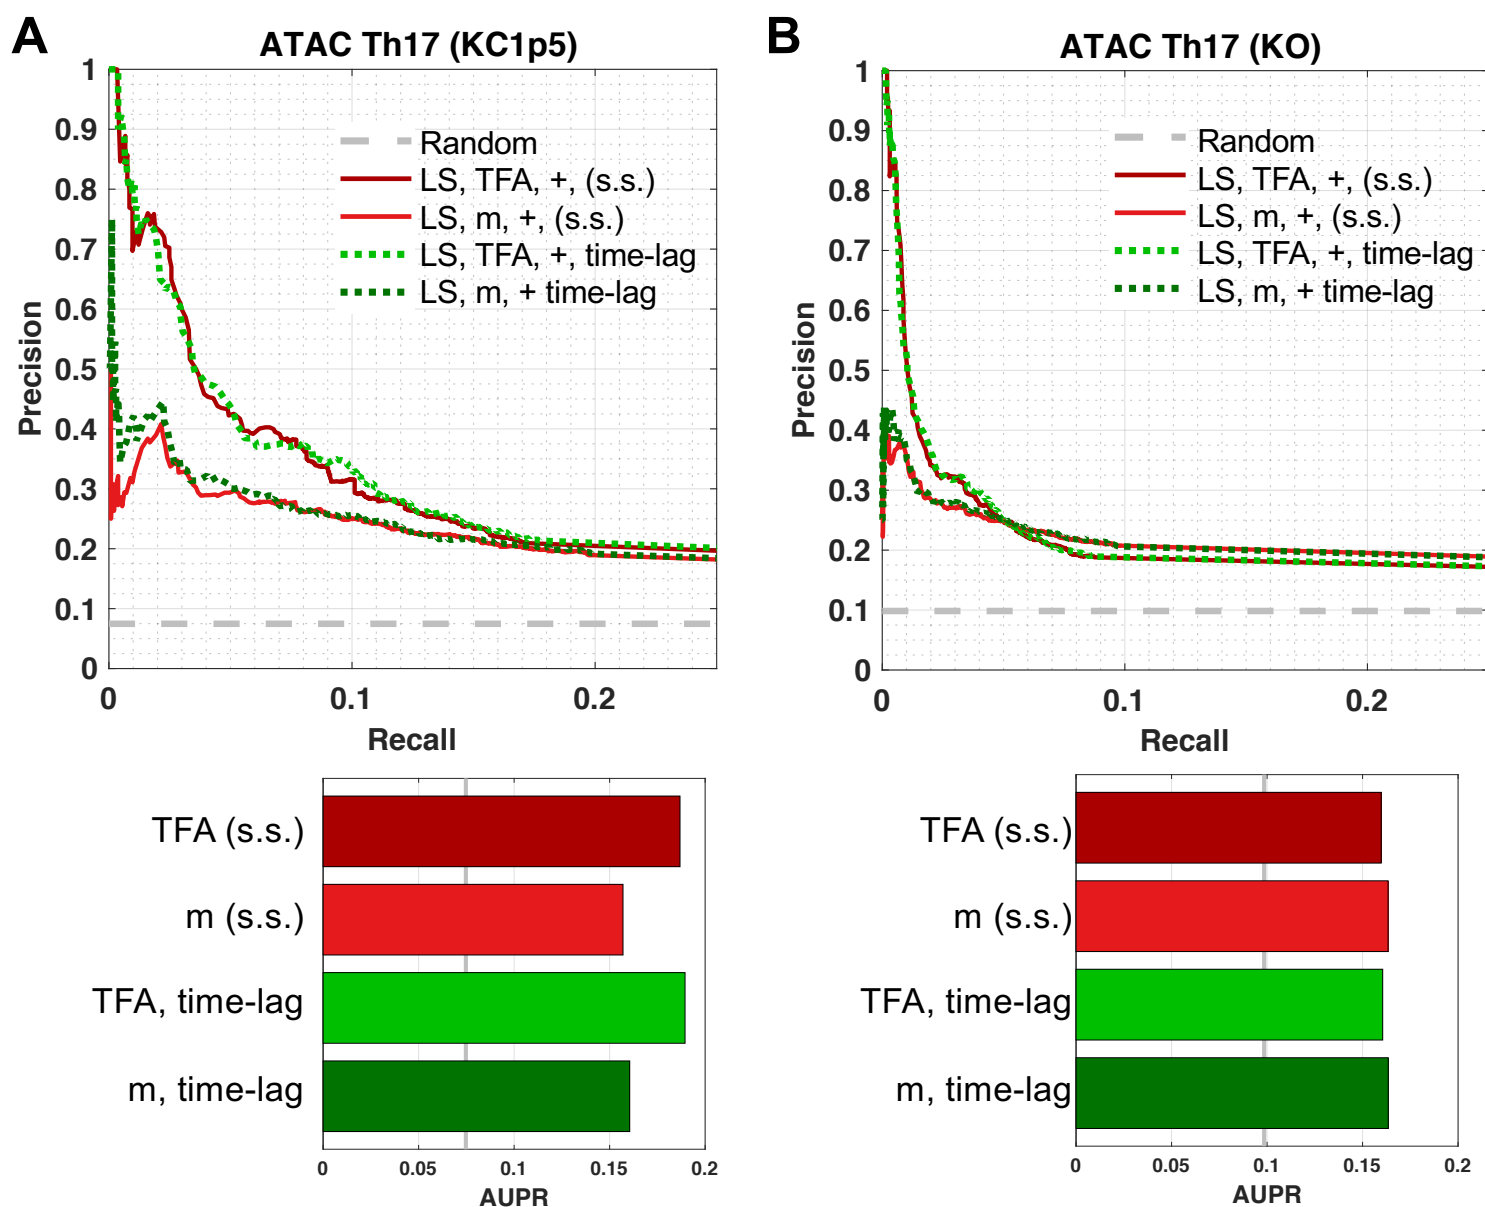 A
ATAC Th17 (KC1p5)
1
0.9
0.8
0.7
0.6
0.5
0.4
0.3
0.2
0.1
0
Precision
Random
LS, TFA, +, (s.s.)
LS, m, +, (s.s.)
LS, TFA, +, time-lag
LS, m, + time-lag
0
0.1
0.2
Recall
TFA (s.s.)
m (s.s.)
TFA, time-lag
m, time-lag
0
0.05
0.1
0.15
0.2
AUPR
B
ATAC Th17 (KO)
1
0.9
0.8
0.7
0.6
0.5
0.4
0.3
0.2
0.1
0
Precision
Random
LS, TFA, +, (s.s.)
LS, m, +, (s.s.)
LS, TFA, +, time-lag
LS, m, + time-lag
0
0.1
0.2
Recall
TFA (s.s.)
m (s.s.)
TFA, time-lag
m, time-lag
0
0.05
0.1
0.15
0.2
AUPR